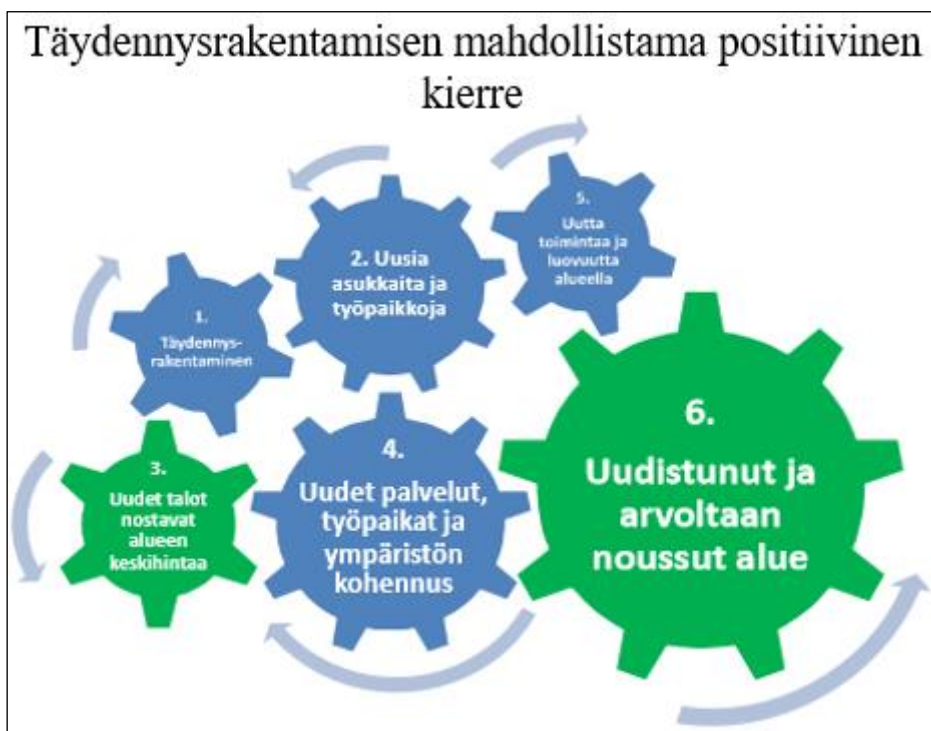 Täydennysrakentamisen mahdollistama positiivinen
kierre
1.
Täydennys-
rakentaminen
2. Uusia
asukkaita ja
työpaikkoja
3.
Uudet talot
nostavat
alueen
keskihintaa
4.
Uudet palvelut,
työpaikat ja
ympäristön
kohennus
5.
Uutta
toimintaa ja
luovuutta
alueella
6.
Uudistunut ja
arvoltaan
noussut alue